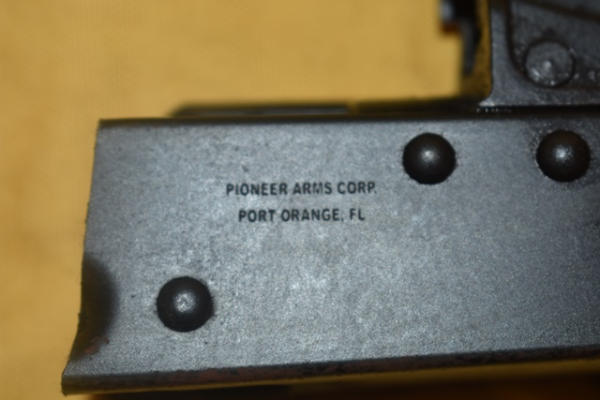 PIONEER ARMS CORP.
PORT ORANGE, FL